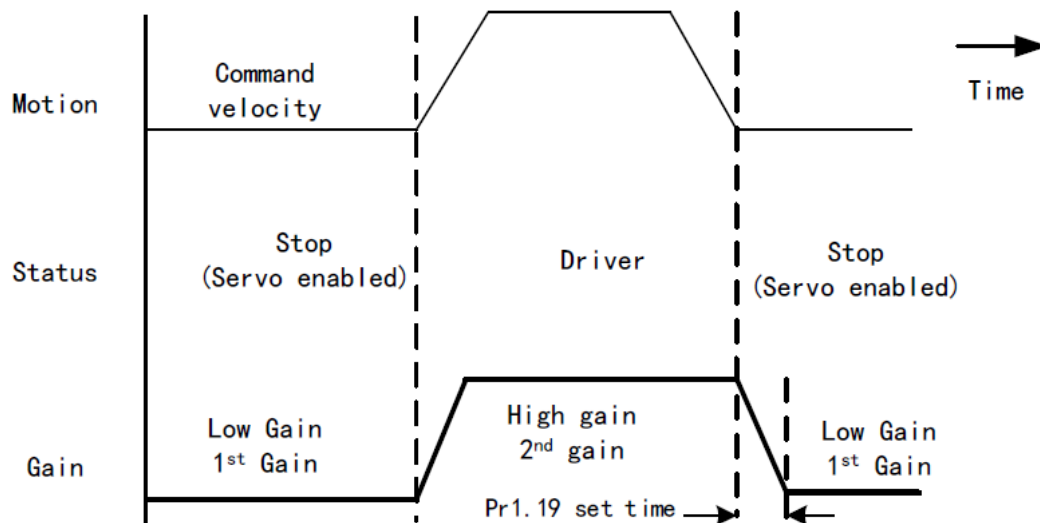 Command
velocity
Motion
Time
Stop
(Servo enabled)
Status
Driver
Stop
(Servo enabled)
Low Gain
1st Gain
High gain
2nd gain
Low Gain
1st Gain
Gain
Pr1.19 set time